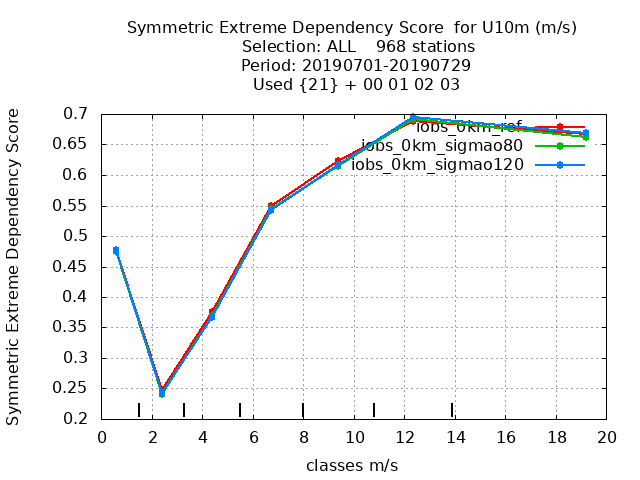 Symmetric Extreme Dependency Score  for U10m (m/s)
Selection: ALL    968 stations
Period: 20190701-20190729
Used {21} + 00 01 02 03
Symmetric Extreme Dependency Score
0.7
0.65
0.6
0.55
0.5
0.45
0.4
0.35
0.3
0.25
0.2
iobs_0km_ref
iobs_0km_sigmao80
iobs_0km_sigmao120
0 2 4 6 8 10 12 14 16 18 20
classes m/s